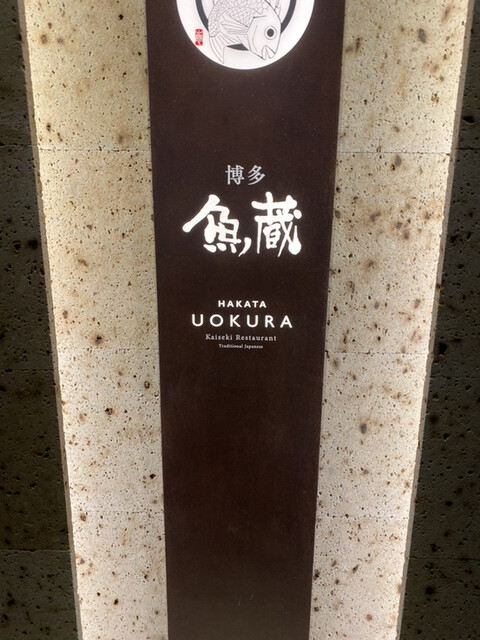 博多
魚蔵
HAKATA
UOKURA
Kaiseki Restaurant
Traditional Japanese